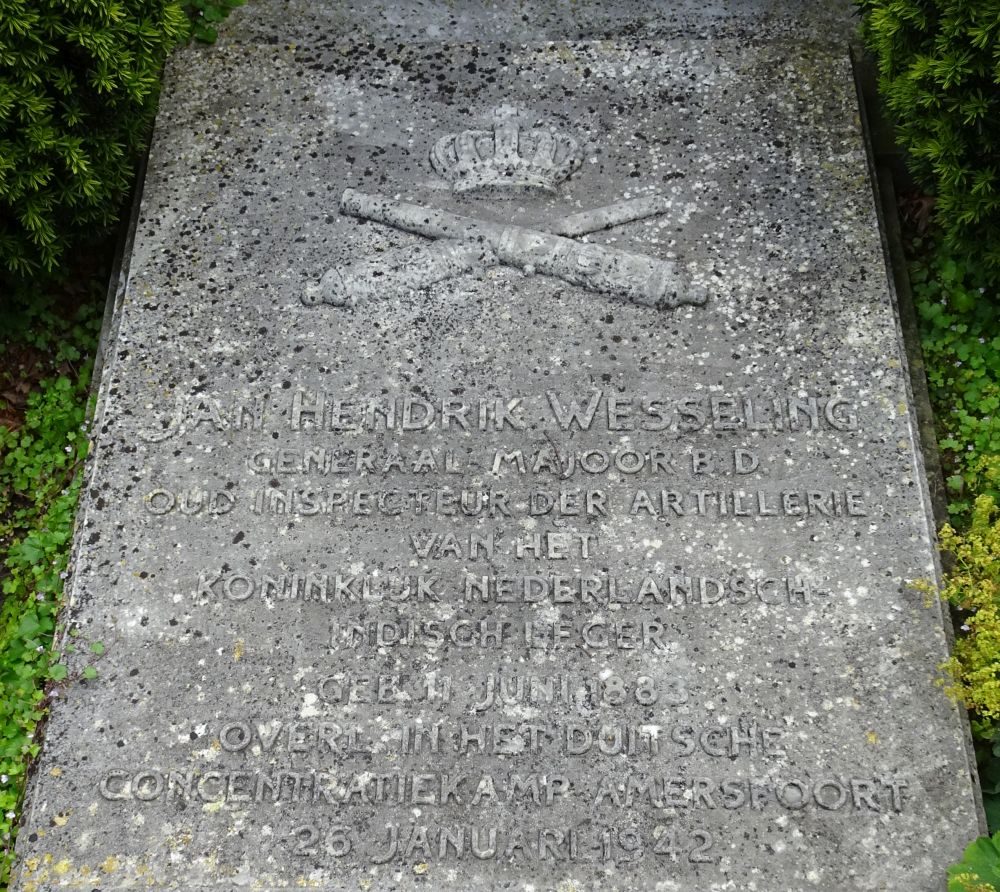 JAN HENDRIK WESSELING
GENERAAL-MAJOOR B.D.
OUD INSPECTEUR DER ARTILLERIE
VAN HET
KONINKLIJK NEDERLANDSCH-
INDISCH LEGER
GEB. 11 JUNI 1883
OVERL. IN HET DUITSCHE
CONCENTRATIEKAMP AMERSFOORT
26 JANUARI 1942